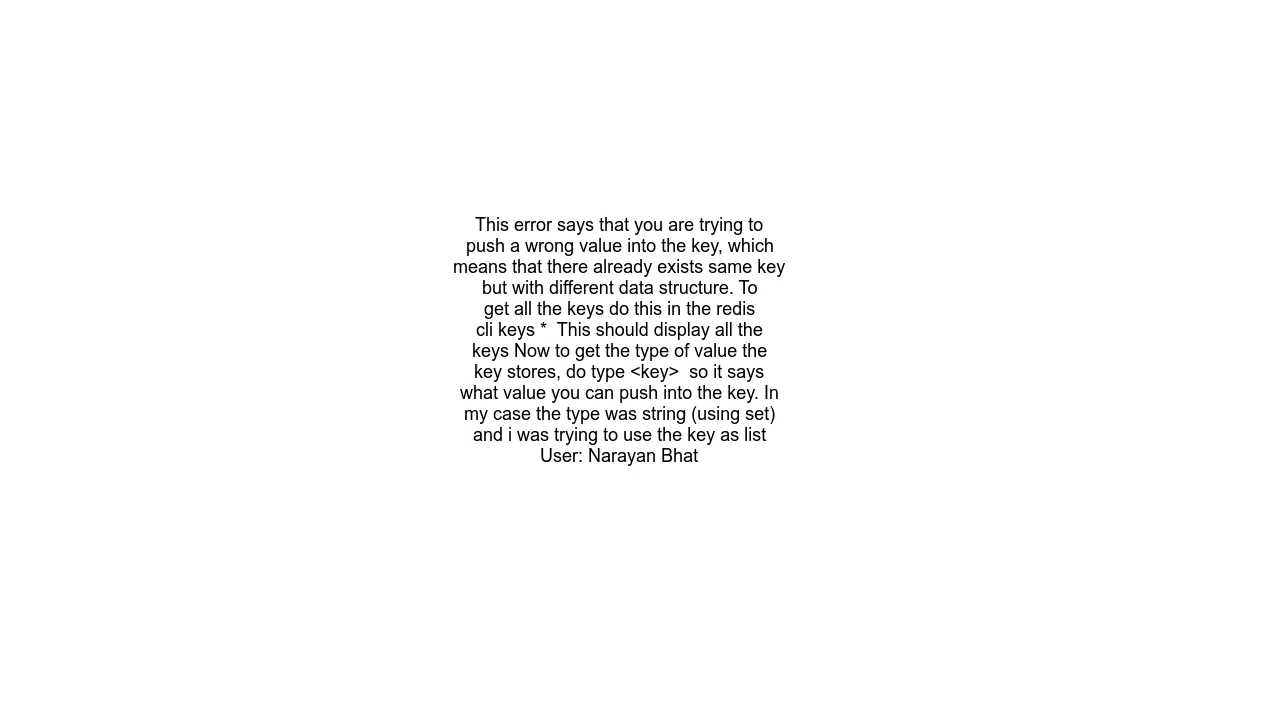 This error says that you are trying to
push a wrong value into the key, which
means that there already exists same key
but with different data structure. To
get all the keys do this in the redis
cli keys *  This should display all the
keys Now to get the type of value the
key stores, do type <key>  so it says
what value you can push into the key. In
my case the type was string (using set)
and i was trying to use the key as list
User: Narayan Bhat